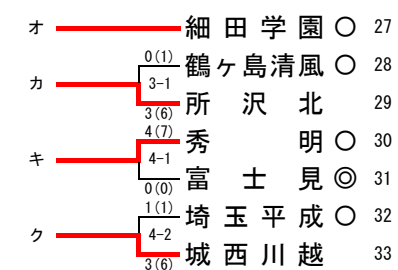 オ 細田学園 ○ 27
0(1) 鶴ヶ島清風 ○ 28
カ 3-1
3(6) 所沢北 29
4(7) 秀明 ○ 30
キ 4-1
0(0) 富士見 ◎ 31
1(1) 埼玉平成 ○ 32
ク 4-2
3(6) 城西川越 33